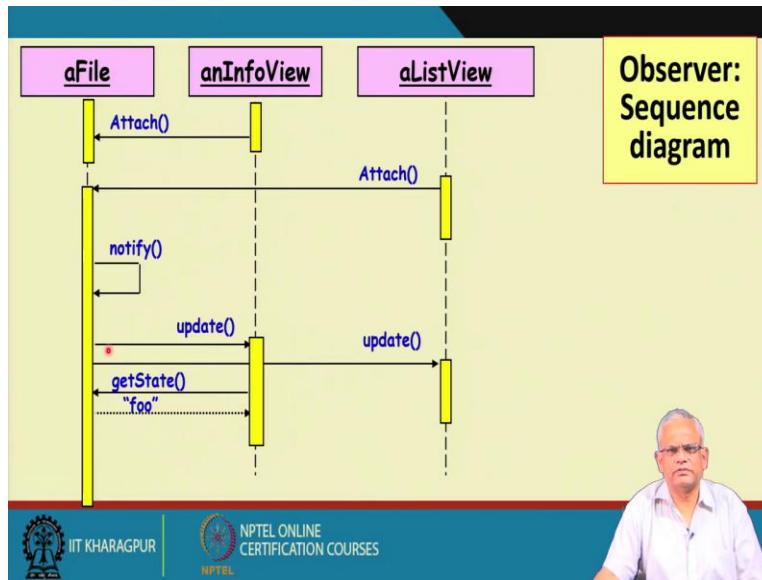 aFile
anInfoView
aListView
Observer:
Sequence
diagram
Attach()
Attach()
notify()
update()
update()
getState()
"foo"
IIT KHARAGPUR
NPTEL
NPTEL ONLINE
CERTIFICATION COURSES